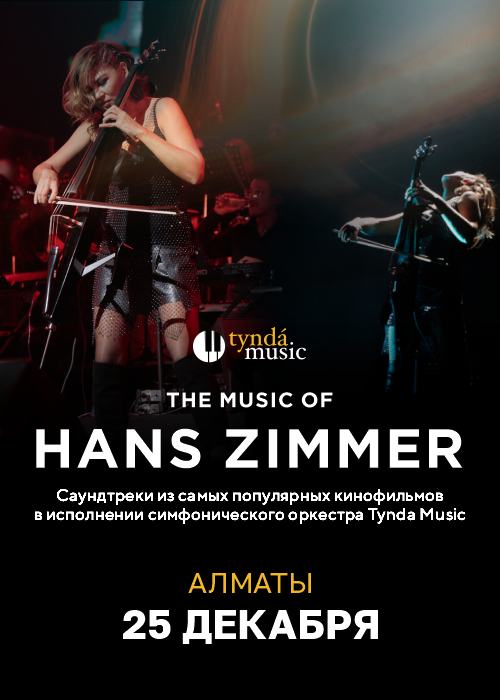 tyndá
music
THE MUSIC OF
HANS ZIMMER
Саундтреки из самых популярных кинофильмов
в исполнении симфонического оркестра Tynda Music
АЛМАТЫ
25 ДЕКАБРЯ